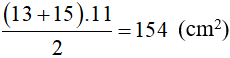 (13+15).11 / 2 = 154 (cm²)